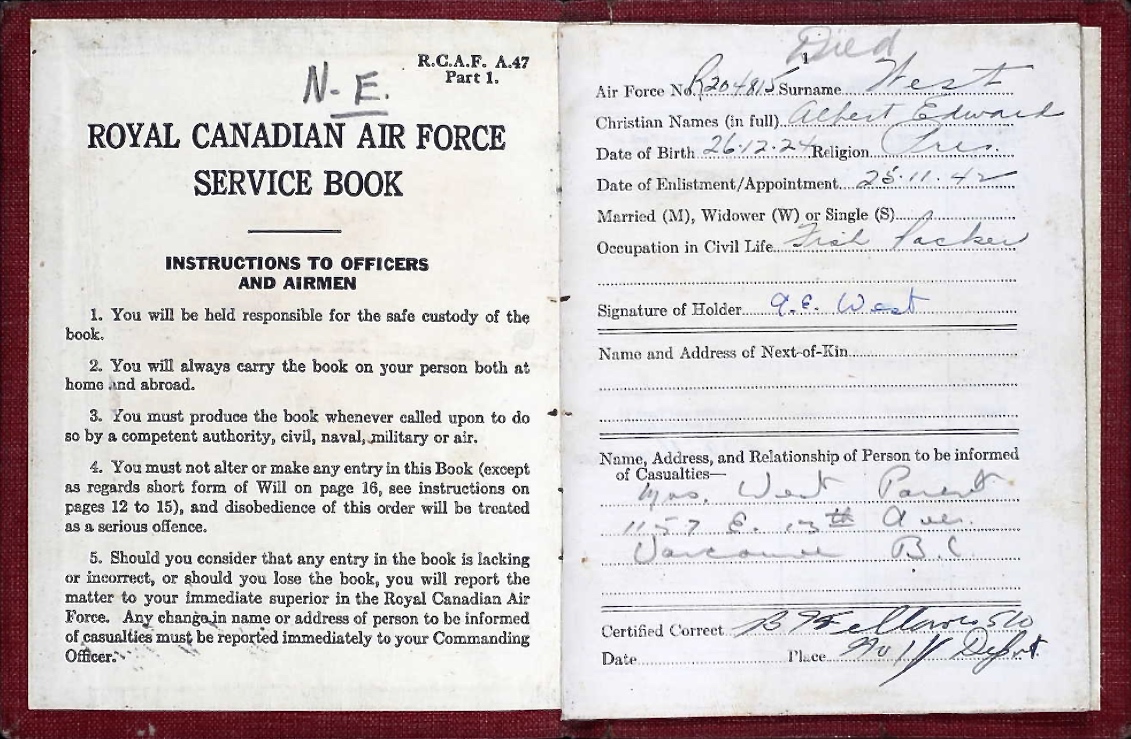 R.C.A.F. A.47
Part 1.
N.E.
ROYAL CANADIAN AIR FORCE
SERVICE BOOK
INSTRUCTIONS TO OFFICERS
AND AIRMEN
1. You will be held responsible for the safe custody of the
book.
2. You will always carry the book on your person both at
home and abroad.
3. You must produce the book whenever called upon to do
so by a competent authority, civil, naval, military or air.
4. You must not alter or make any entry in this Book (except
as regards short form of Will on page 16, see instructions on
pages 12 to 15), and disobedience of this order will be treated
as a serious offence.
5. Should you consider that any entry in the book is lacking
or incorrect, or should you lose the book, you will report the
matter to your immediate superior in the Royal Canadian Air
Force. Any change in name or address of person to be informed
of casualties must be reported immediately to your Commanding
Officer.
Died
1
Air Force No. R204815 Surname West
Christian Names (in full) Albert Edward
Date of Birth 26.12.24 Religion Pres.
Date of Enlistment/Appointment 25.11.42
Married (M), Widower (W) or Single (S)
Occupation in Civil Life Fish Packer
Signature of Holder A.E. West
Name and Address of Next-of-Kin
Name, Address, and Relationship of Person to be informed
of Casualties—
Mrs. West Parent
1157 E. 13th Ave.
Vancouver B.C.
Certified Correct
Date Place Depot